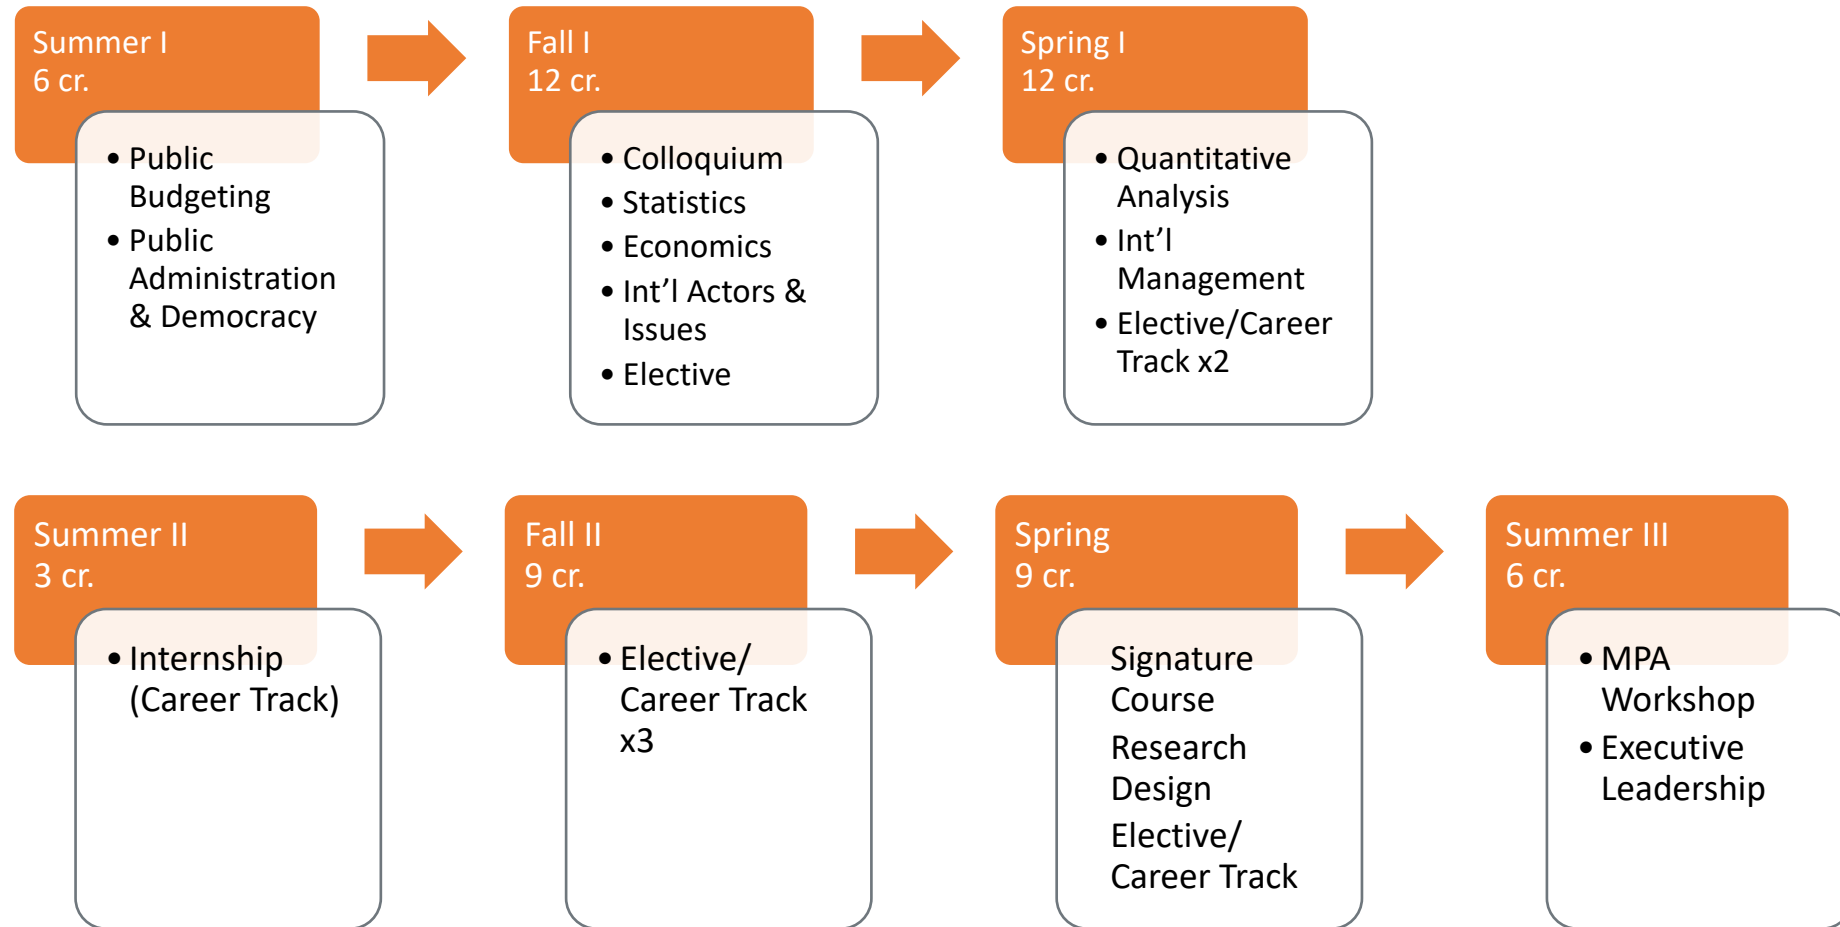 Summer I
6 cr.
• Public
Budgeting
• Public
Administration
& Democracy
Fall I
12 cr.
• Colloquium
• Statistics
• Economics
• Int’l Actors &
Issues
• Elective
Spring I
12 cr.
• Quantitative
Analysis
• Int’l
Management
• Elective/Career
Track x2
Summer II
3 cr.
• Internship
(Career Track)
Fall II
9 cr.
• Elective/
Career Track
x3
Spring
9 cr.
Signature
Course
Research
Design
Elective/
Career Track
Summer III
6 cr.
• MPA
Workshop
• Executive
Leadership